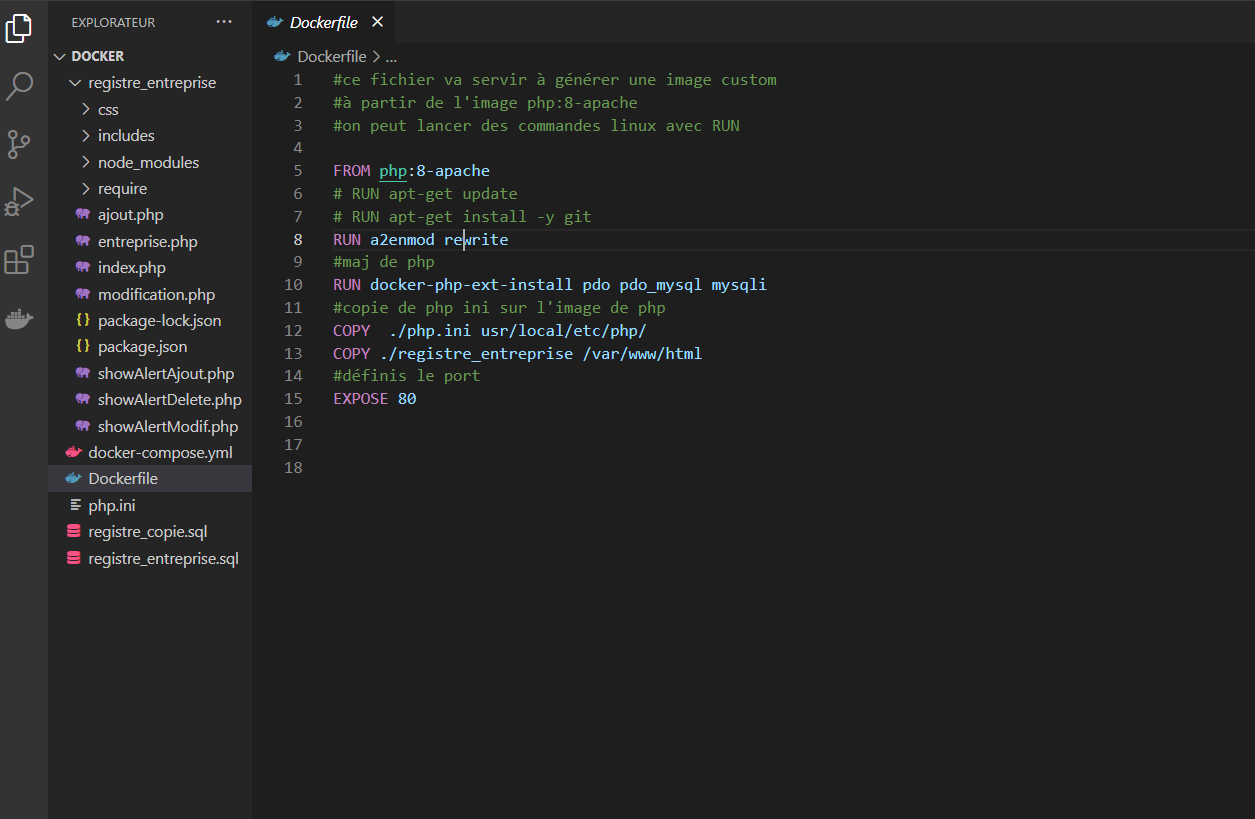 EXPLORATEUR
DOCKER
registre_entreprise
css
includes
node_modules
require
ajout.php
entreprise.php
index.php
modification.php
{} package-lock.json
{} package.json
showAlertAjout.php
showAlertDelete.php
showAlertModif.php
docker-compose.yml
Dockerfile
php.ini
registre_copie.sql
registre_entreprise.sql
Dockerfile
Dockerfile > ...
1 #ce fichier va servir à générer une image custom
2 #à partir de l'image php:8-apache
3 #on peut lancer des commandes linux avec RUN
4
5 FROM php:8-apache
6 # RUN apt-get update
7 # RUN apt-get install -y git
8 RUN a2enmod rewrite
9 #maj de php
10 RUN docker-php-ext-install pdo pdo_mysql mysqli
11 #copie de php ini sur l'image de php
12 COPY  ./php.ini usr/local/etc/php/
13 COPY ./registre_entreprise /var/www/html
14 #définis le port
15 EXPOSE 80
16
17
18